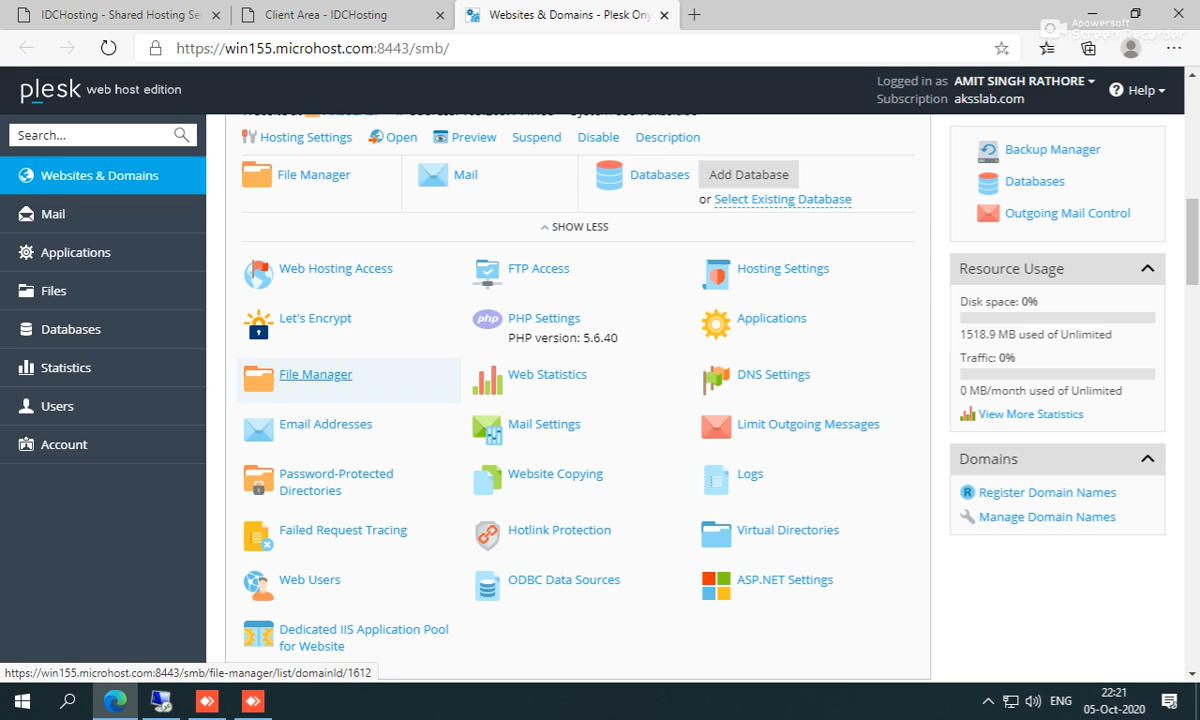 IDCHosting - Shared Hosting Se
Client Area - IDCHosting
Websites & Domains - Plesk Ony
Apowersoft
Screen Recorder
https://win155.microhost.com:8443/smb/
plesk web host edition
Logged in as AMIT SINGH RATHORE
Subscription aksslab.com
Help
Search...
Websites & Domains
Mail
Applications
Files
Databases
Statistics
Users
Account
Hosting Settings
Open
Preview
Suspend
Disable
Description
File Manager
Mail
Databases
Add Database
or Select Existing Database
SHOW LESS
Web Hosting Access
FTP Access
Hosting Settings
Let's Encrypt
php
PHP Settings
PHP version: 5.6.40
Applications
File Manager
Web Statistics
DNS Settings
Email Addresses
Mail Settings
Limit Outgoing Messages
Password-Protected
Directories
Website Copying
Logs
Failed Request Tracing
Hotlink Protection
Virtual Directories
Web Users
ODBC Data Sources
ASP.NET Settings
Dedicated IIS Application Pool
for Website
Backup Manager
Databases
Outgoing Mail Control
Resource Usage
Disk space: 0%
1518.9 MB used of Unlimited
Traffic: 0%
0 MB/month used of Unlimited
View More Statistics
Domains
R Register Domain Names
Manage Domain Names
https://win155.microhost.com:8443/smb/file-manager/list/domainId/1612
ENG
22:21
05-Oct-2020